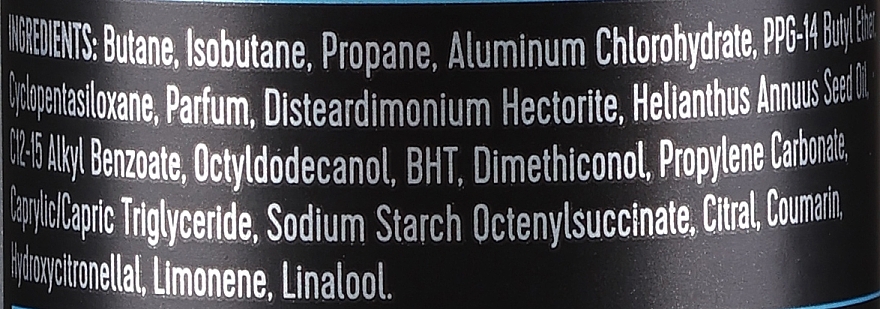 INGREDIENTS: Butane, Isobutane, Propane, Aluminum Chlorohydrate, PPG-14 Butyl Ether,
Cyclopentasiloxane, Parfum, Disteardimonium Hectorite, Helianthus Annuus Seed Oil,
C12-15 Alkyl Benzoate, Octyldodecanol, BHT, Dimethiconol, Propylene Carbonate,
Caprylic/Capric Triglyceride, Sodium Starch Octenylsuccinate, Citral, Coumarin,
Hydroxycitronellal, Limonene, Linalool.